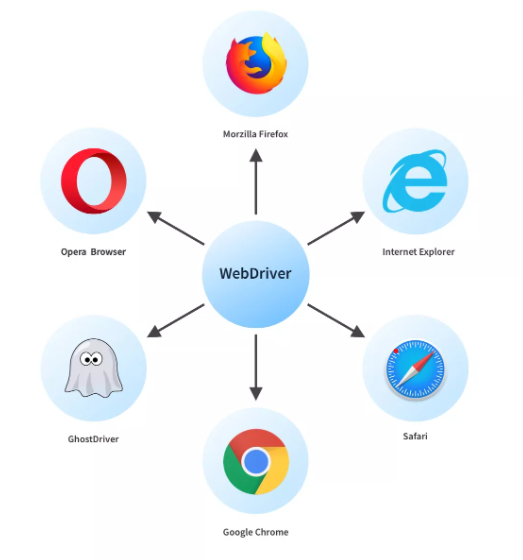 Morzilla Firefox
Opera Browser
Internet Explorer
WebDriver
GhostDriver
Safari
Google Chrome